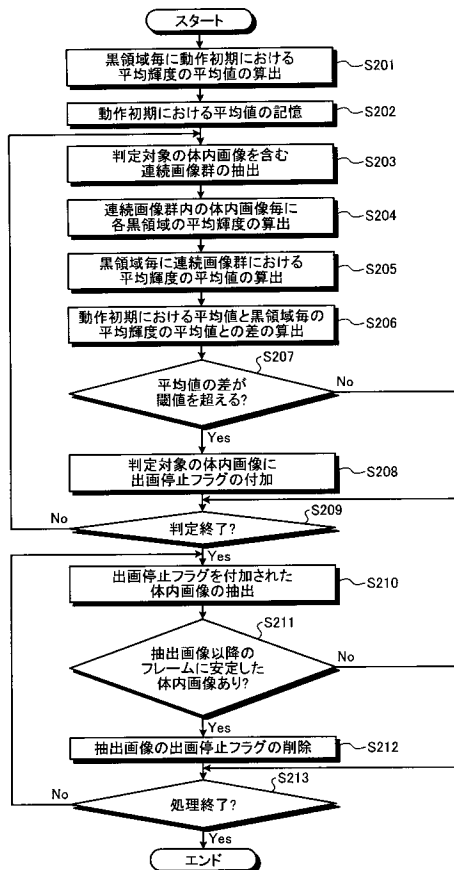 スタート
黒領域毎に動作初期における
平均輝度の平均値の算出
S201
動作初期における平均値の記憶
S202
判定対象の体内画像を含む
連続画像群の抽出
S203
連続画像群内の体内画像毎に
各黒領域の平均輝度の算出
S204
黒領域毎に連続画像群における
平均輝度の平均値の算出
S205
動作初期における平均値と黒領域毎の
平均輝度の平均値との差の算出
S206
S207
平均値の差が
閾値を超える?
No
Yes
判定対象の体内画像に
出画停止フラグの付加
S208
S209
No
判定終了?
Yes
出画停止フラグを付加された
体内画像の抽出
S210
S211
抽出画像以降の
フレームに安定した
体内画像あり?
No
Yes
抽出画像の出画停止フラグの削除
S212
S213
No
処理終了?
Yes
エンド